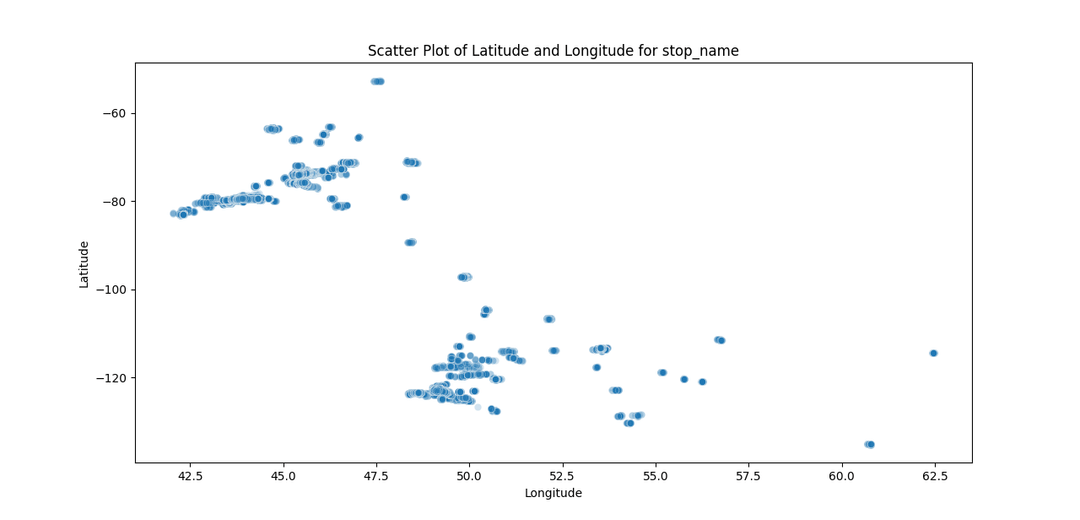 Scatter Plot of Latitude and Longitude for stop_name
Latitude
−60
−80
−100
−120
42.5 45.0 47.5 50.0 52.5 55.0 57.5 60.0 62.5
Longitude